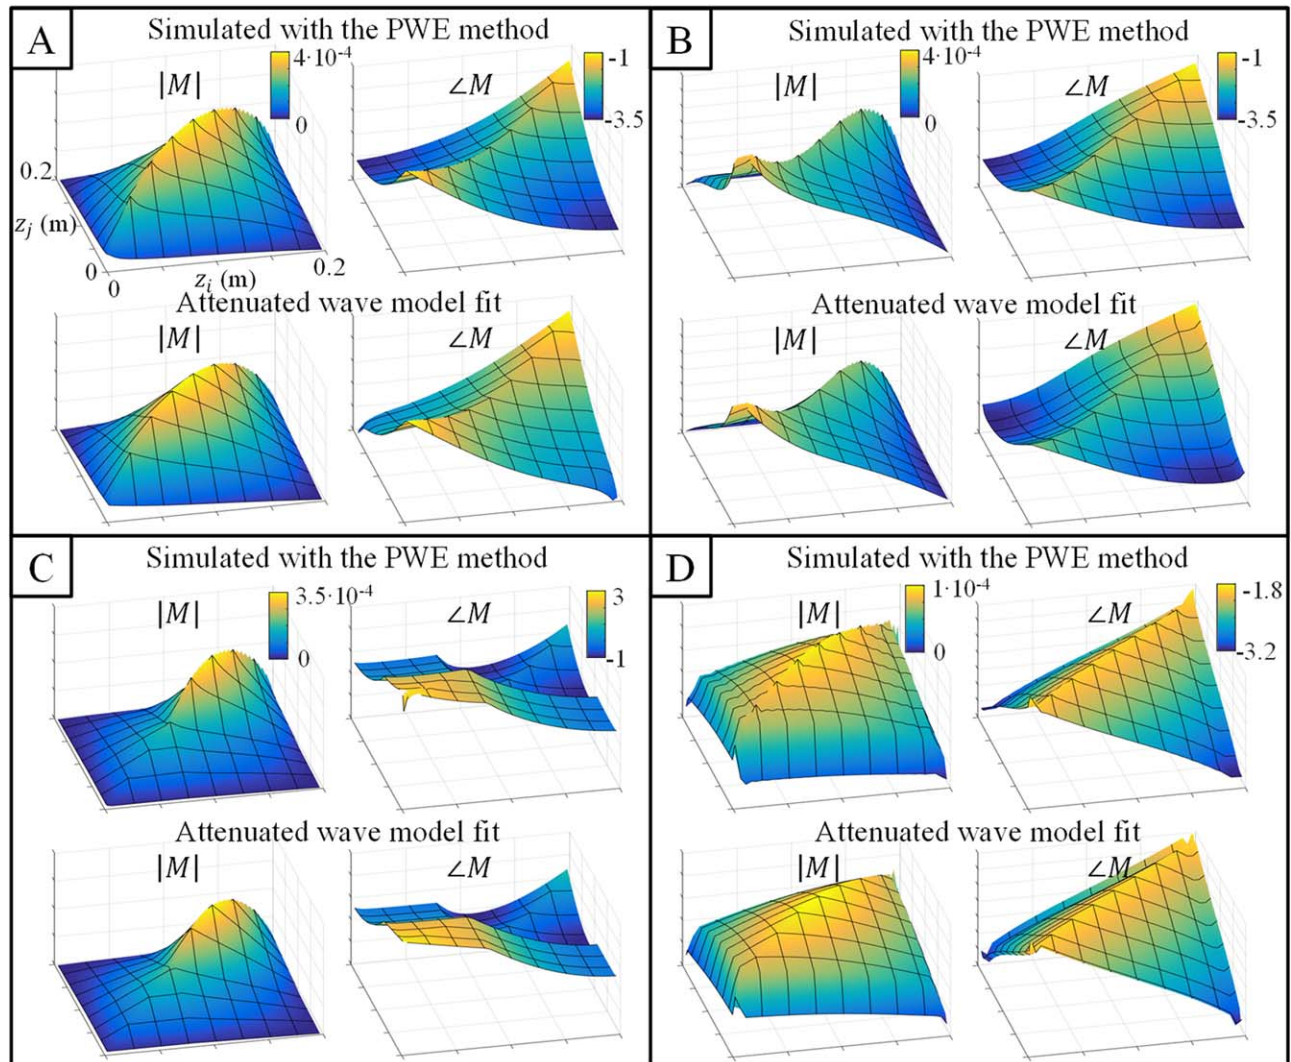 A
Simulated with the PWE method
|M|
4·10⁻⁴
0
∠M
-1
-3.5
0.2
z_j (m)
0
0
z_i (m)
0.2
Attenuated wave model fit
|M|
∠M
B
Simulated with the PWE method
|M|
4·10⁻⁴
0
∠M
-1
-3.5
Attenuated wave model fit
|M|
∠M
C
Simulated with the PWE method
|M|
3.5·10⁻⁴
0
∠M
3
-1
Attenuated wave model fit
|M|
∠M
D
Simulated with the PWE method
|M|
1·10⁻⁴
0
∠M
-1.8
-3.2
Attenuated wave model fit
|M|
∠M